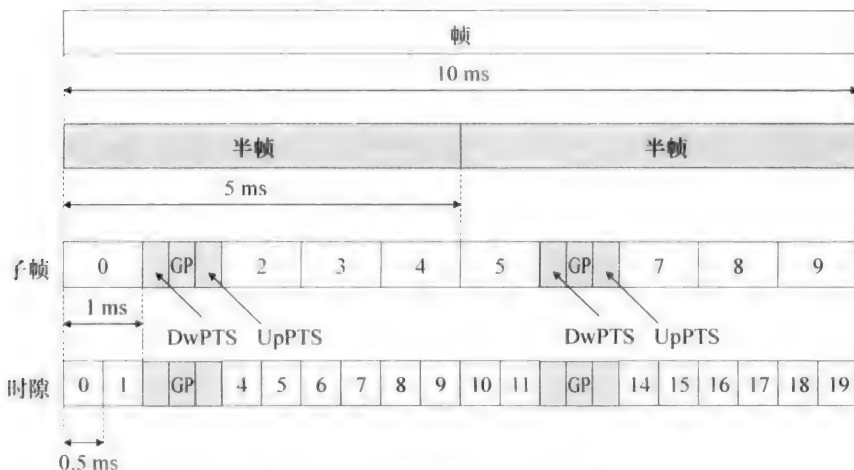 帧
10 ms
半帧 半帧
5 ms
子帧 0 GP 2 3 4 5 GP 7 8 9
1 ms
DwPTS UpPTS DwPTS UpPTS
时隙 0 1 GP 4 5 6 7 8 9 10 11 GP 14 15 16 17 18 19
0.5 ms